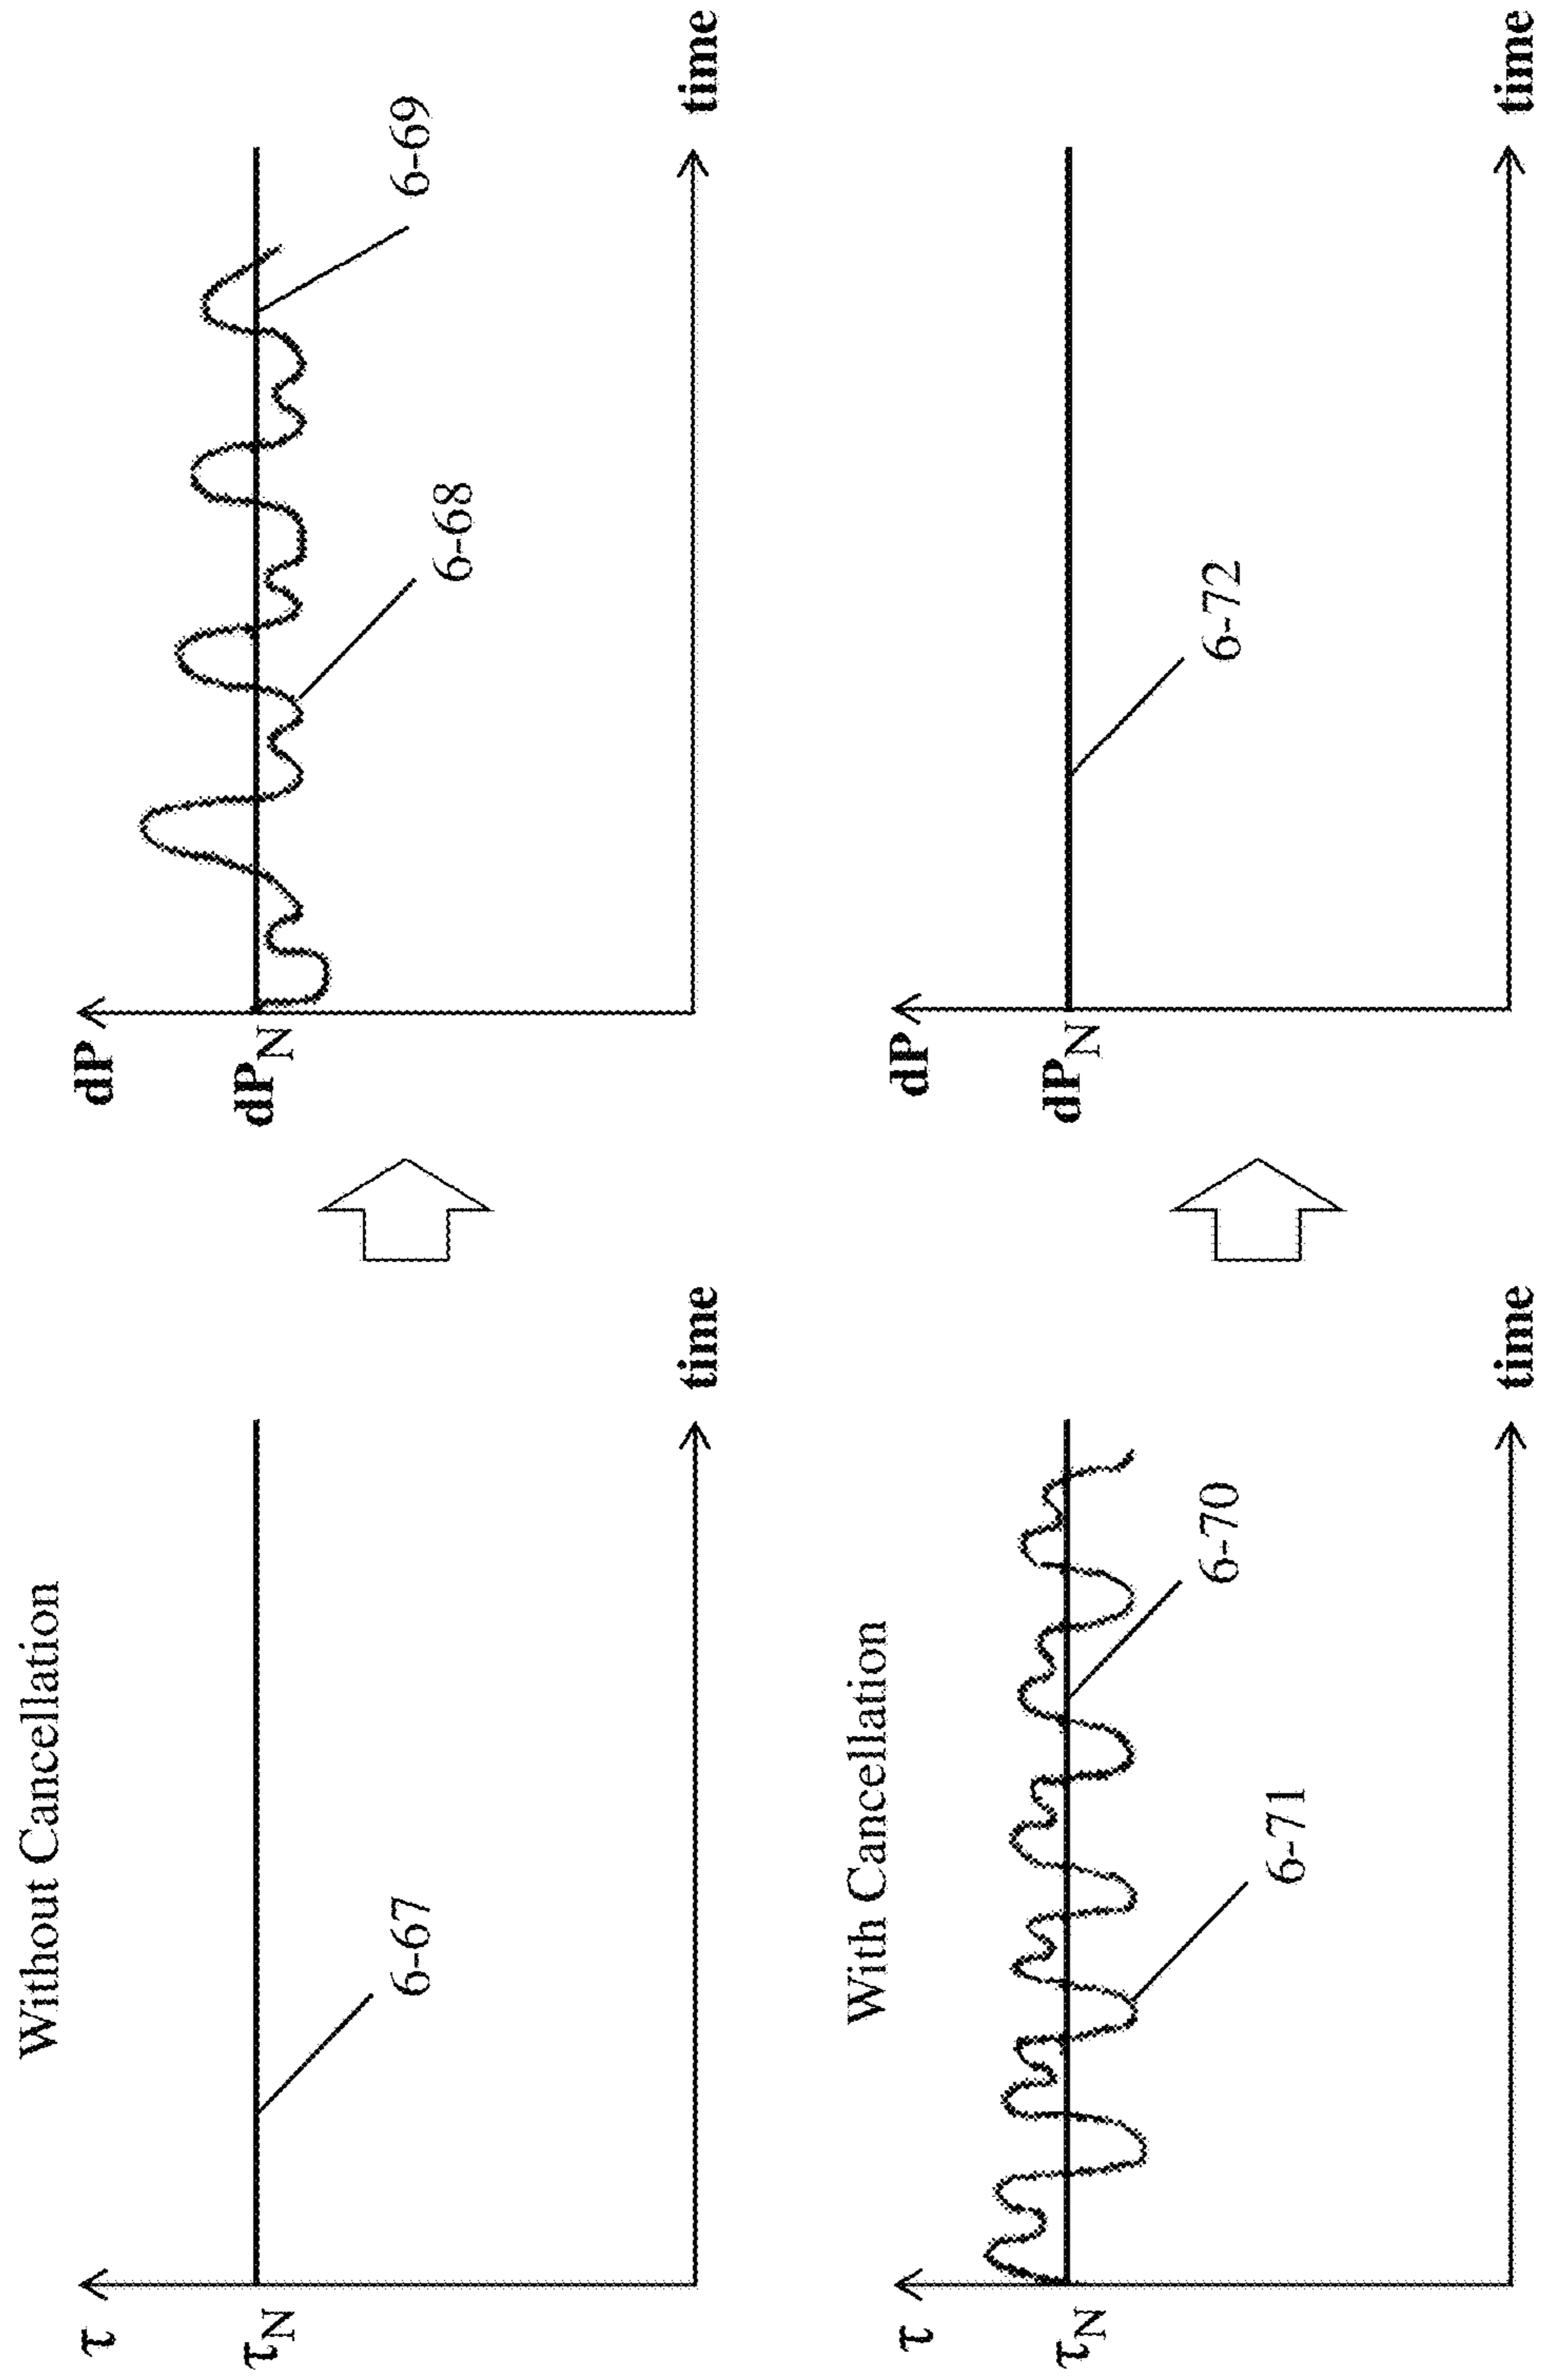 Without Cancellation
τ
τN
6-67
time
dP
dPN
6-68
6-69
time
With Cancellation
τ
τN
6-71
6-70
time
dP
dPN
6-72
time